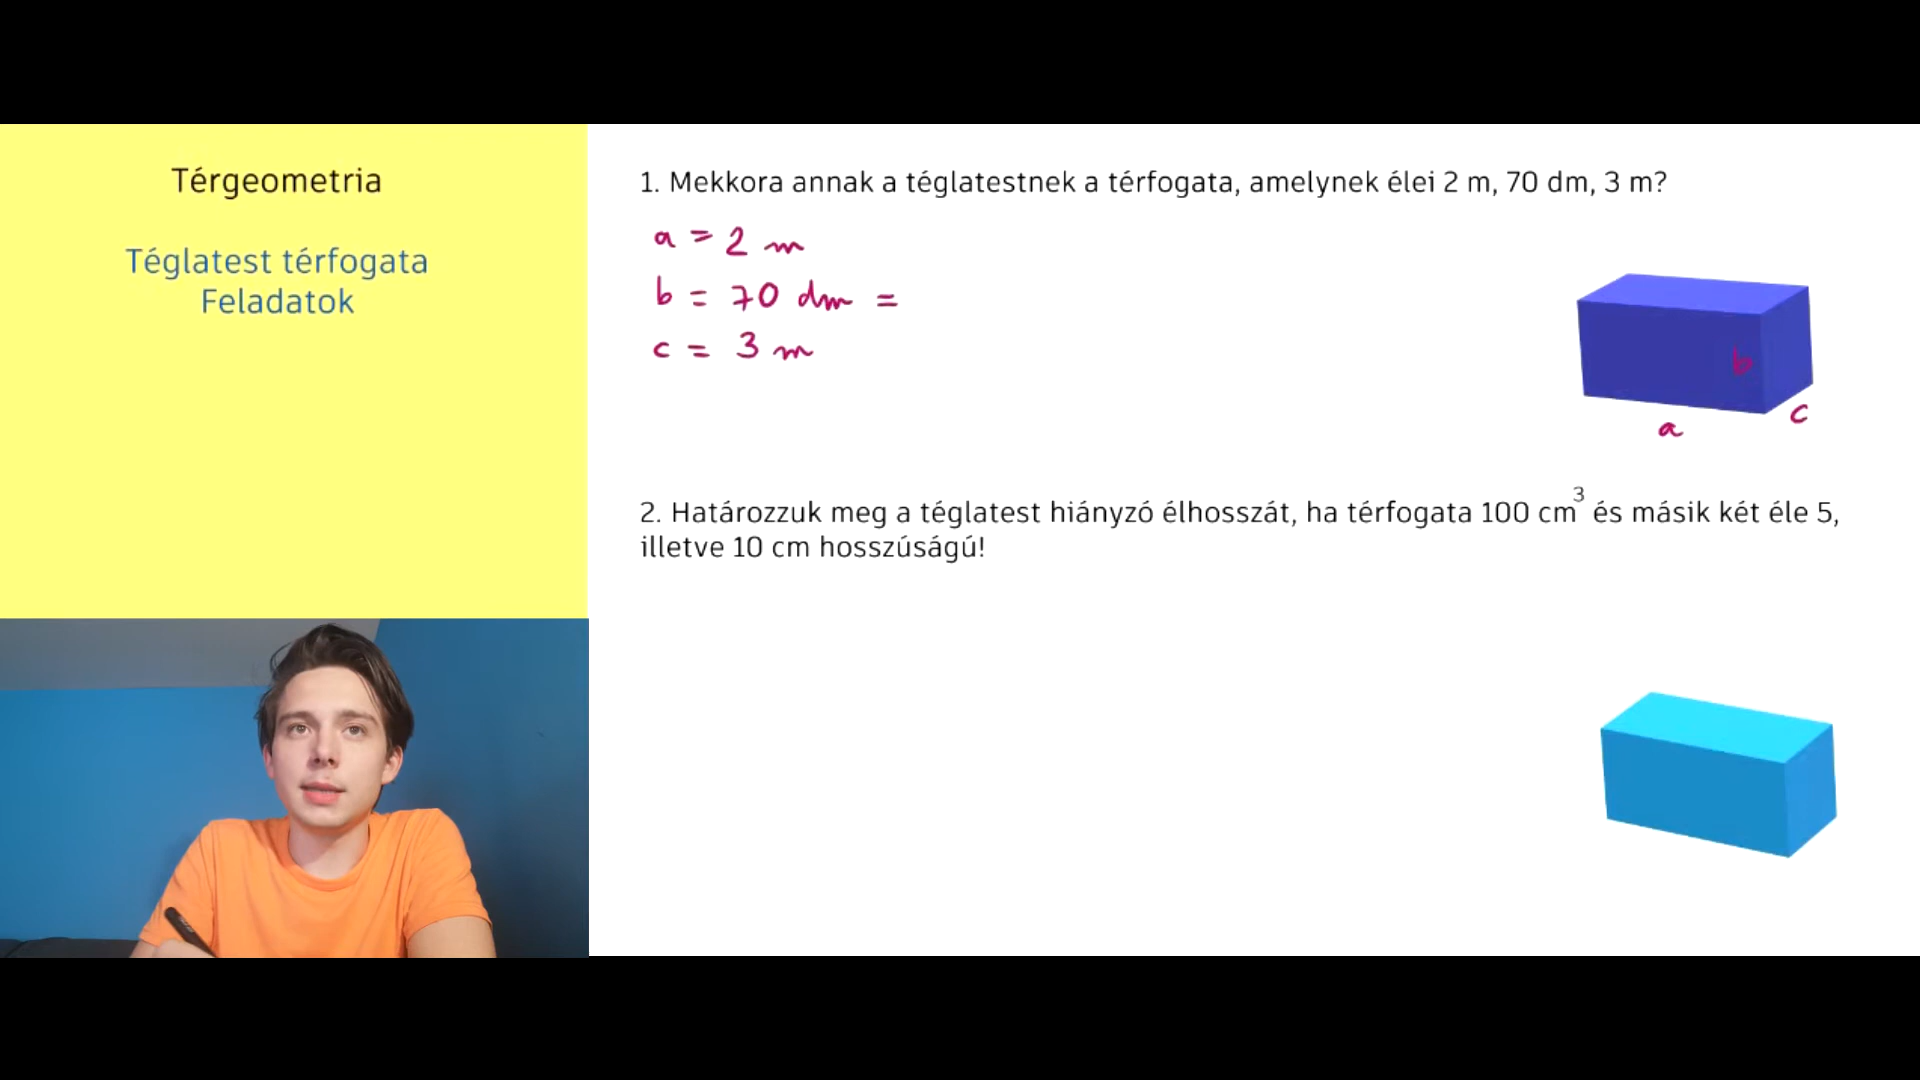 Térgeometria
Téglatest térfogata
Feladatok
1. Mekkora annak a téglatestnek a térfogata, amelynek élei 2 m, 70 dm, 3 m?
a = 2 m
b = 70 dm =
c = 3 m
b
c
a
2. Határozzuk meg a téglatest hiányzó élhosszát, ha térfogata 100 cm³ és másik két éle 5,
illetve 10 cm hosszúságú!